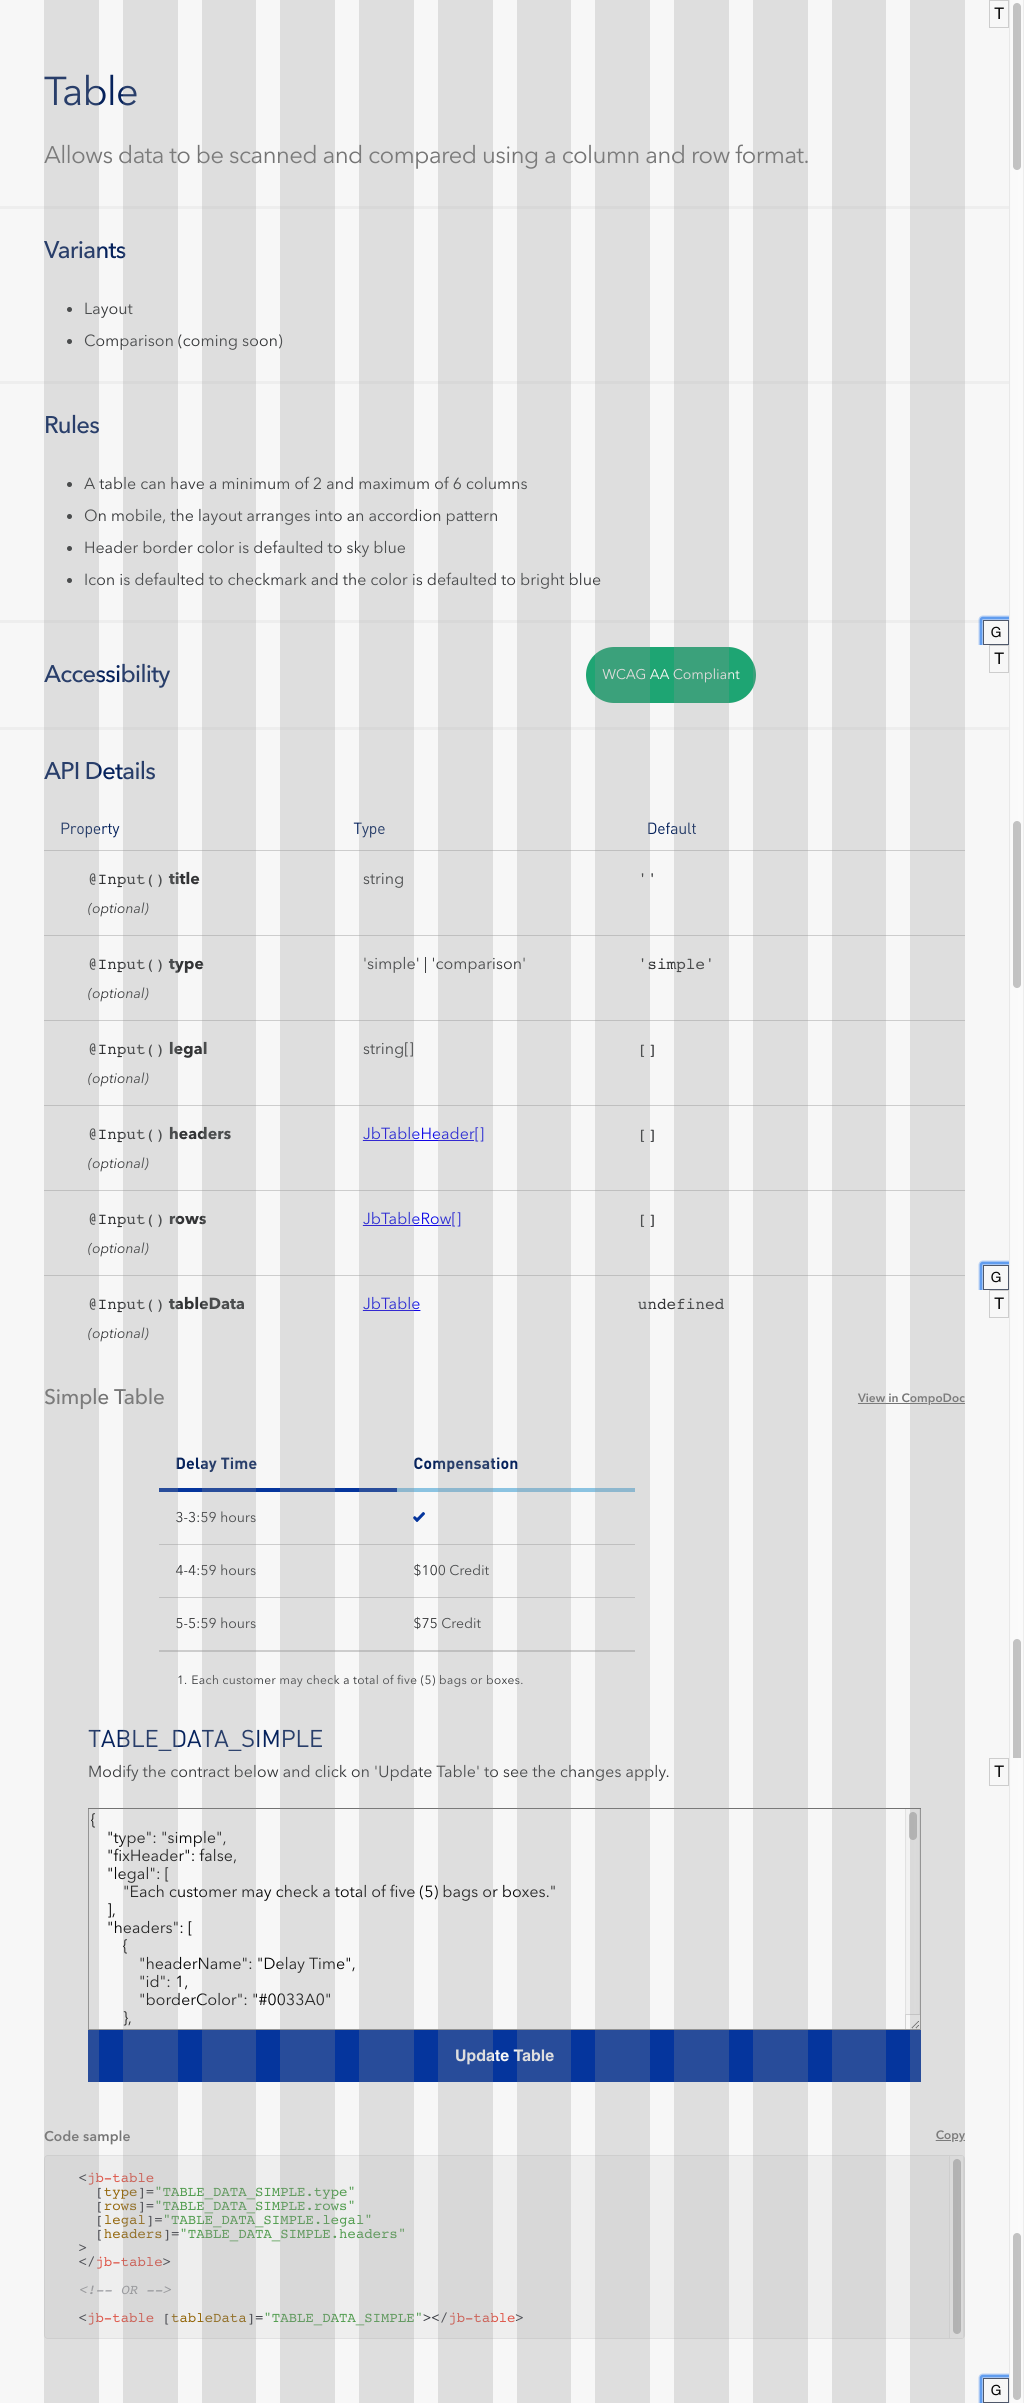 T
Table
Allows data to be scanned and compared using a column and row format.
Variants
Layout
Comparison (coming soon)
Rules
A table can have a minimum of 2 and maximum of 6 columns
On mobile, the layout arranges into an accordion pattern
Header border color is defaulted to sky blue
Icon is defaulted to checkmark and the color is defaulted to bright blue
G
T
Accessibility WCAG AA Compliant
API Details
Property Type Default
@Input() title string ''
(optional)
@Input() type 'simple' | 'comparison' 'simple'
(optional)
@Input() legal string[] []
(optional)
@Input() headers JbTableHeader[] []
(optional)
@Input() rows JbTableRow[] []
(optional)
G
@Input() tableData JbTable undefined T
(optional)
Simple Table View in CompoDoc
Delay Time Compensation
3-3:59 hours ✔
4-4:59 hours $100 Credit
5-5:59 hours $75 Credit
1. Each customer may check a total of five (5) bags or boxes.
TABLE_DATA_SIMPLE
Modify the contract below and click on 'Update Table' to see the changes apply. T
{
"type": "simple",
"fixHeader": false,
"legal": [
"Each customer may check a total of five (5) bags or boxes."
],
"headers": [
{
"headerName": "Delay Time",
"id": 1,
"borderColor": "#0033A0"
},
Update Table
Code sample Copy
<jb-table
[type]="TABLE_DATA_SIMPLE.type"
[rows]="TABLE_DATA_SIMPLE.rows"
[legal]="TABLE_DATA_SIMPLE.legal"
[headers]="TABLE_DATA_SIMPLE.headers"
>
</jb-table>
<!-- OR -->
<jb-table [tableData]="TABLE_DATA_SIMPLE"></jb-table>
G